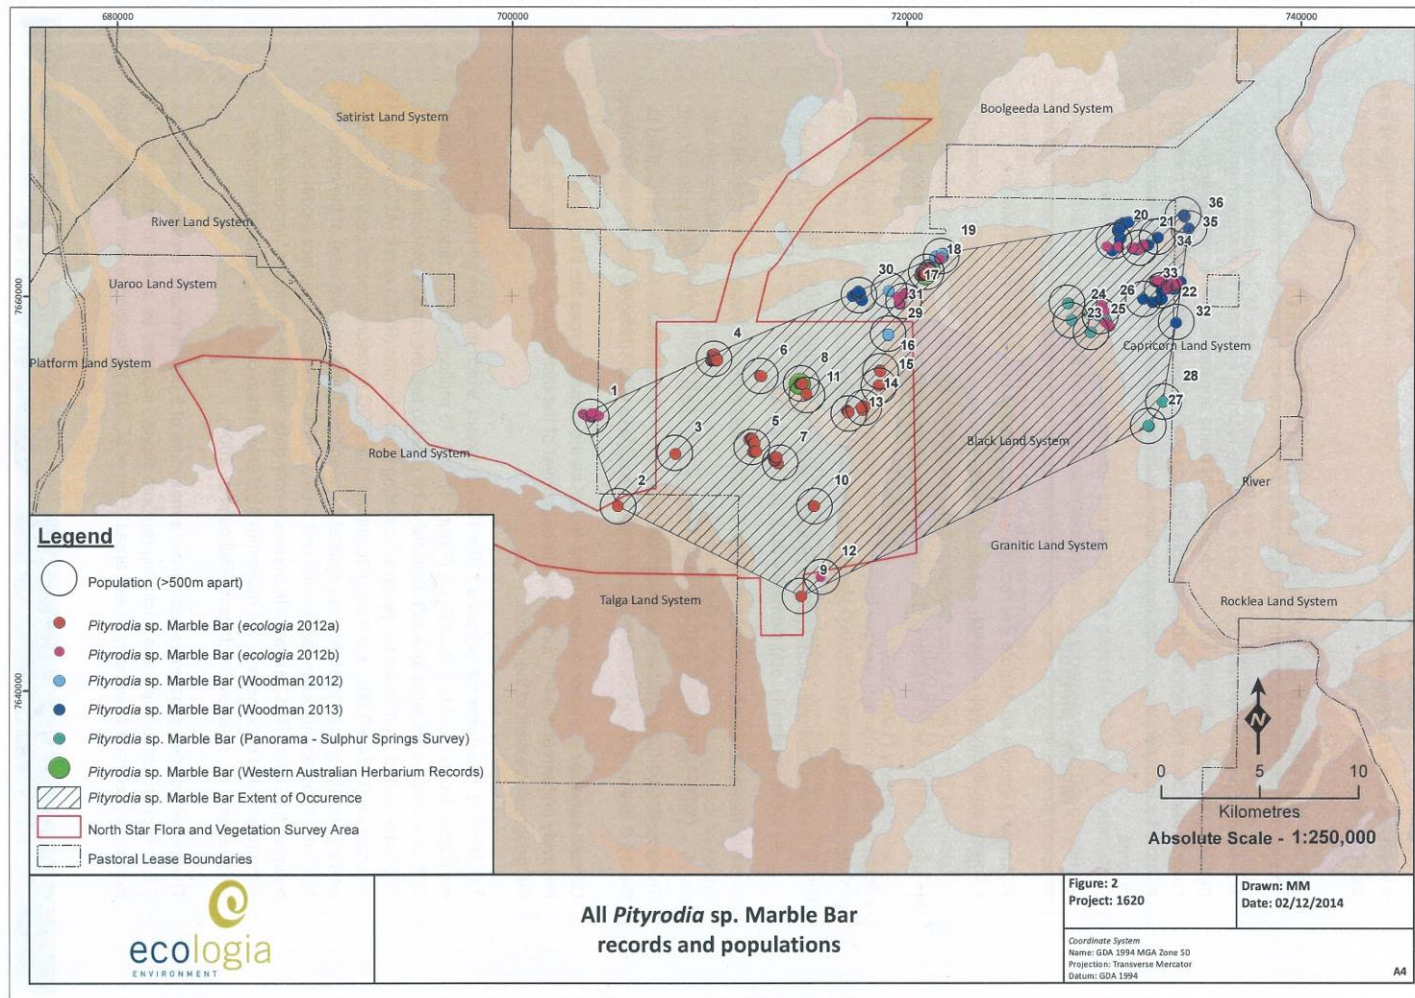 680000
700000
720000
740000
Boolgeeda Land System
Satirist Land System
36
20
21
35
River Land System
19
34
18
17
33
30
Uaroo Land System
7660000
31
26
22
24
25
29
32
23
4
16
Capricorn Land System
Platform Land System
6
8
15
11
14
28
1
13
27
5
Black Land System
3
7
Robe Land System
2
10
River
Granitic Land System
12
9
Talga Land System
Rocklea Land System
7640000
Legend
Population (>500m apart)
Pityrodia sp. Marble Bar (ecologia 2012a)
Pityrodia sp. Marble Bar (ecologia 2012b)
Pityrodia sp. Marble Bar (Woodman 2012)
Pityrodia sp. Marble Bar (Woodman 2013)
Pityrodia sp. Marble Bar (Panorama - Sulphur Springs Survey)
Pityrodia sp. Marble Bar (Western Australian Herbarium Records)
Pityrodia sp. Marble Bar Extent of Occurence
North Star Flora and Vegetation Survey Area
Pastoral Lease Boundaries
N
0 5 10
Kilometres
Absolute Scale - 1:250,000
ecologia
ENVIRONMENT
All Pityrodia sp. Marble Bar
records and populations
Figure: 2
Project: 1620
Drawn: MM
Date: 02/12/2014
Coordinate System
Name: GDA 1994 MGA Zone 50
Projection: Transverse Mercator
Datum: GDA 1994
A4